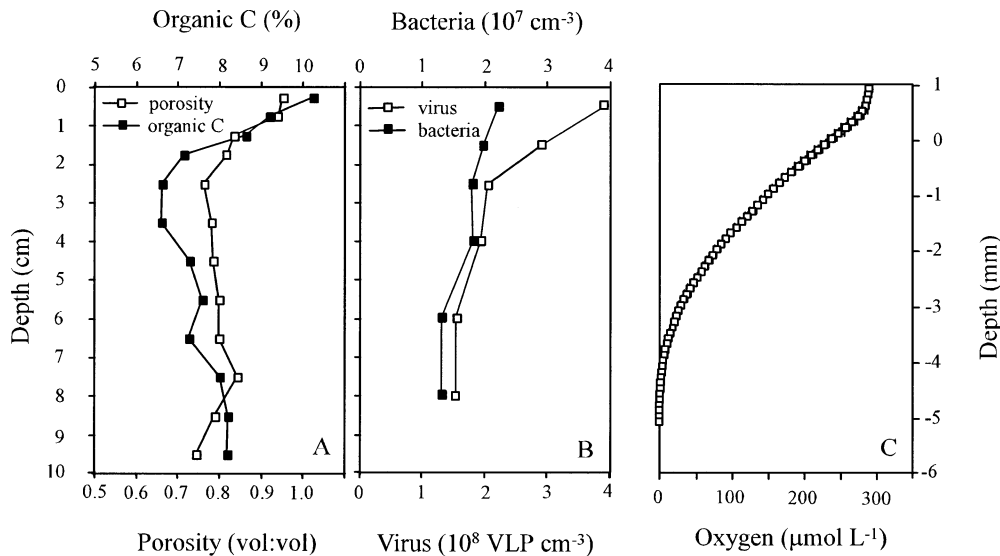 Organic C (%)
5 6 7 8 9 10
0
1
2
3
4
5
6
7
8
9
10
Depth (cm)
porosity
organic C
A
0.5 0.6 0.7 0.8 0.9 1.0
Porosity (vol:vol)
Bacteria (10⁷ cm⁻³)
0 1 2 3 4
virus
bacteria
B
0 1 2 3 4
Virus (10⁸ VLP cm⁻³)
1
0
-1
-2
-3
-4
-5
-6
Depth (mm)
C
0 100 200 300
Oxygen (μmol L⁻¹)